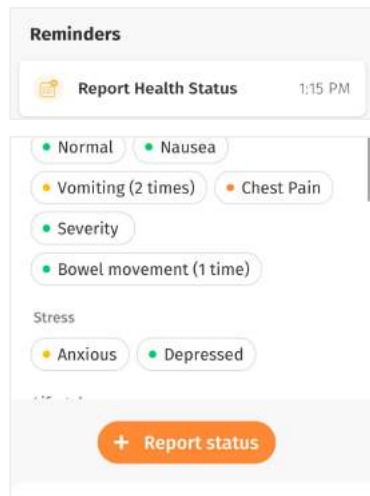 Reminders
Report Health Status 1:15 PM
Normal Nausea
Vomiting (2 times) Chest Pain
Severity
Bowel movement (1 time)
Stress
Anxious Depressed
+ Report status